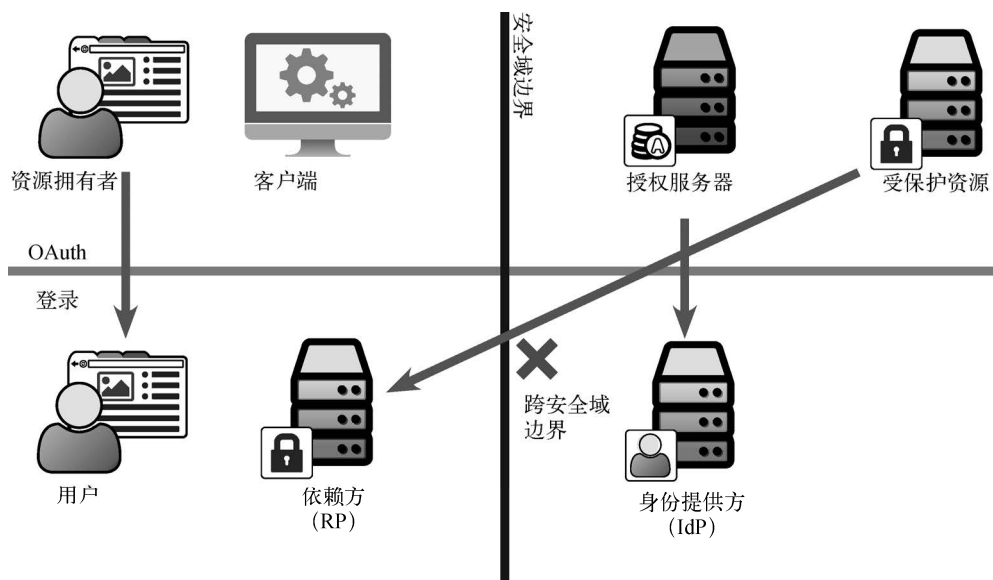 安全域边界
资源拥有者
客户端
授权服务器
受保护资源
OAuth
登录
跨安全域
边界
用户
依赖方
(RP)
身份提供方
(IdP)
A